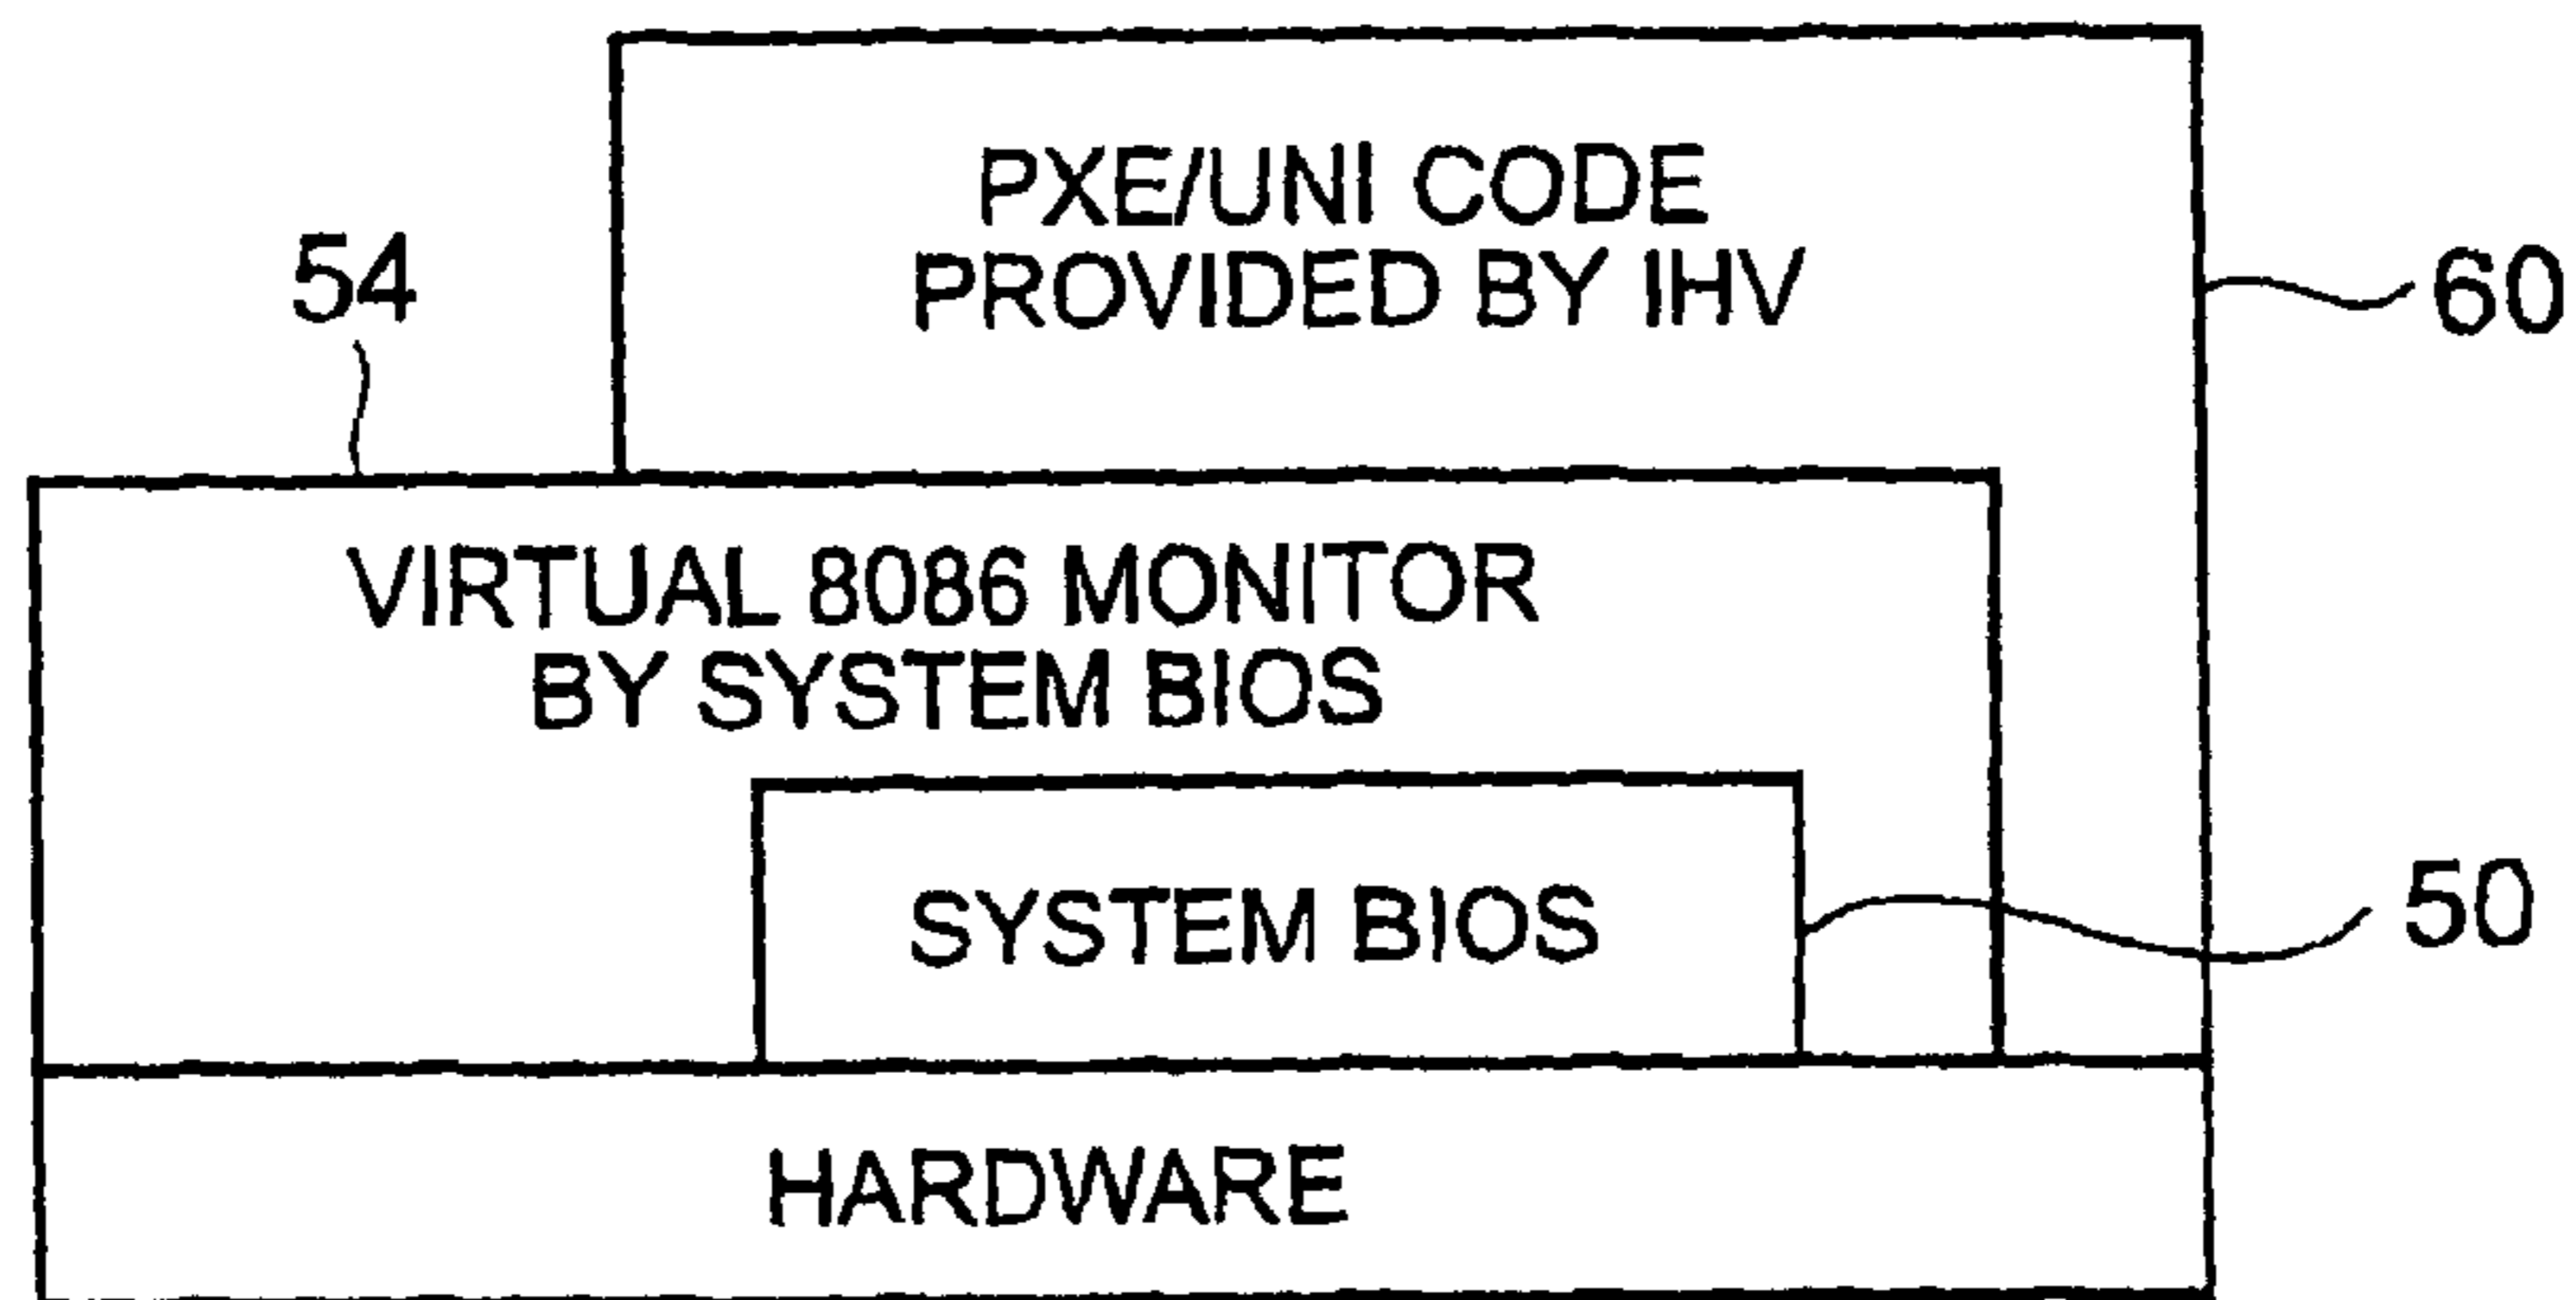 PXE/UNI CODE
PROVIDED BY IHV
54
60
VIRTUAL 8086 MONITOR
BY SYSTEM BIOS
SYSTEM BIOS
50
HARDWARE